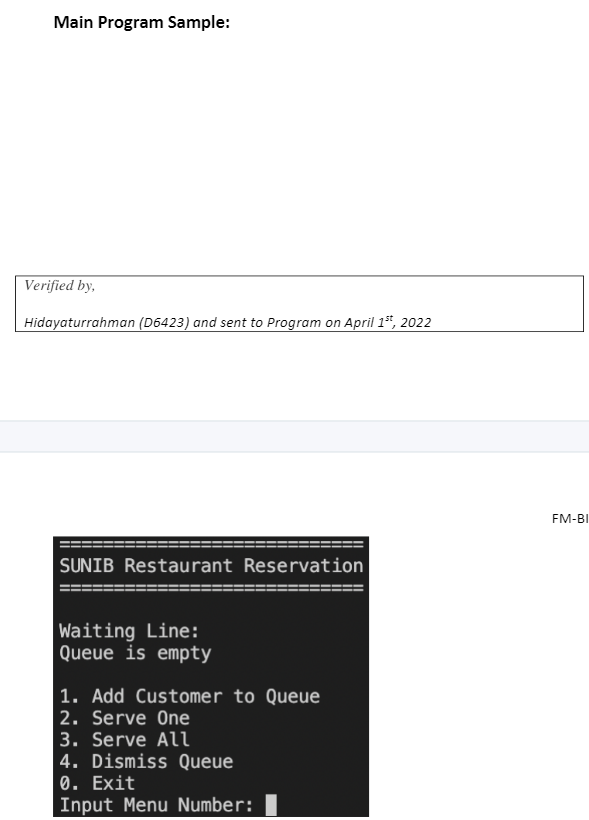 Main Program Sample:
Verified by,
Hidayaturrahman (D6423) and sent to Program on April 1st, 2022
FM-BI
============================
SUNIB Restaurant Reservation
============================
Waiting Line:
Queue is empty
1. Add Customer to Queue
2. Serve One
3. Serve All
4. Dismiss Queue
0. Exit
Input Menu Number: